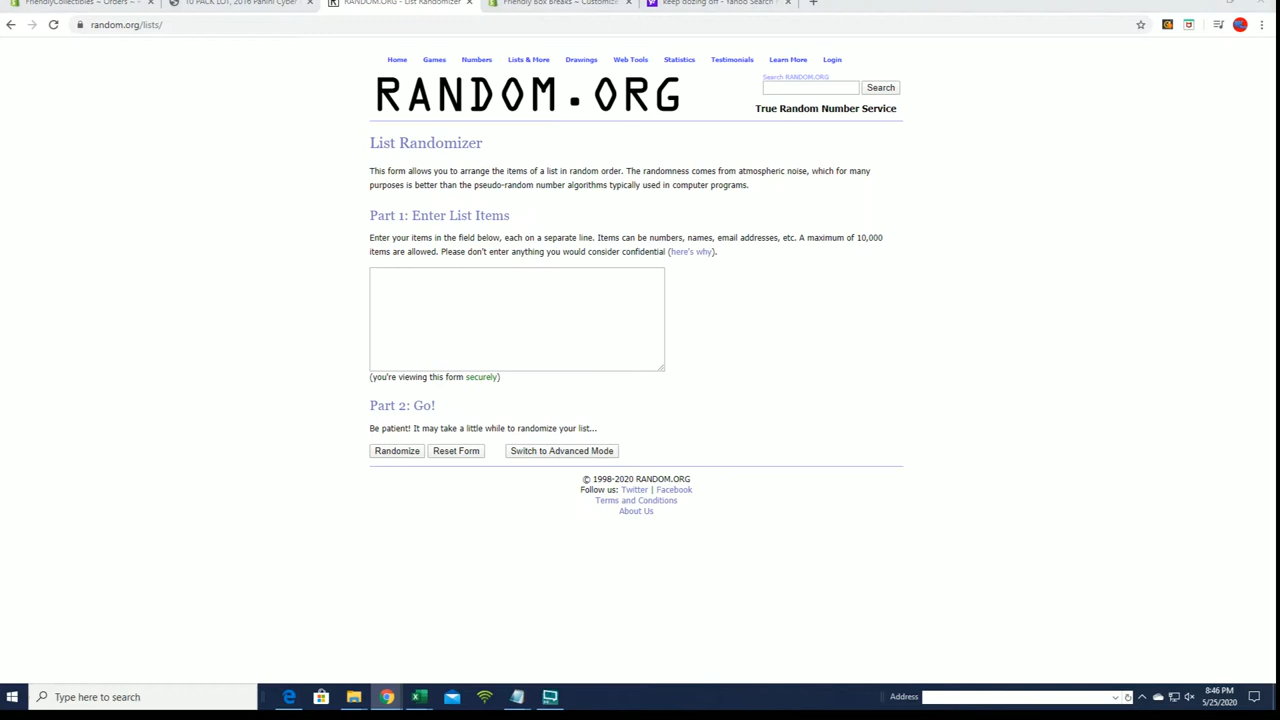 FriendlyCollectibles ~ Orders ~
10 PACK LOT, 2016 Panini Cyber
RANDOM.ORG - List Randomizer
Friendly Box Breaks ~ Customize
keep dozing off - Yahoo Search
random.org/lists/
Home Games Numbers Lists & More Drawings Web Tools Statistics Testimonials Learn More Login
RANDOM.ORG
Search RANDOM.ORG
Search
True Random Number Service
List Randomizer
This form allows you to arrange the items of a list in random order. The randomness comes from atmospheric noise, which for many
purposes is better than the pseudo-random number algorithms typically used in computer programs.
Part 1: Enter List Items
Enter your items in the field below, each on a separate line. Items can be numbers, names, email addresses, etc. A maximum of 10,000
items are allowed. Please don't enter anything you would consider confidential (here's why).
(you're viewing this form securely)
Part 2: Go!
Be patient! It may take a little while to randomize your list...
Randomize Reset Form Switch to Advanced Mode
© 1998-2020 RANDOM.ORG
Follow us: Twitter | Facebook
Terms and Conditions
About Us
Type here to search
Address
8:46 PM
5/25/2020